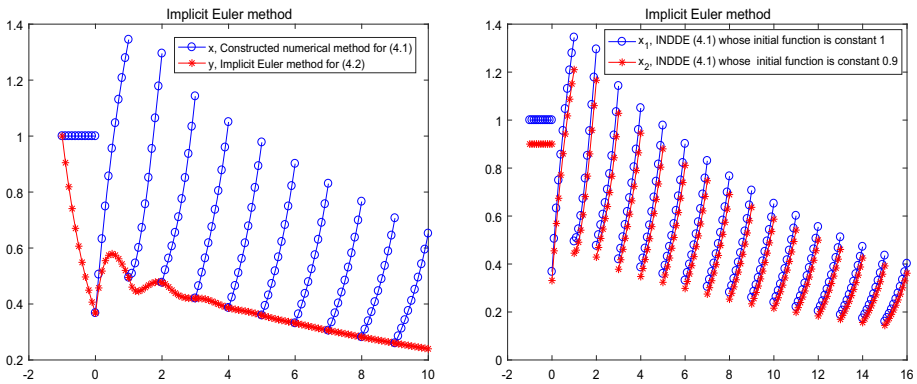 Implicit Euler method
x, Constructed numerical method for (4.1)
y, Implicit Euler method for (4.2)
1.4
1.2
1
0.8
0.6
0.4
0.2
-2 0 2 4 6 8 10
Implicit Euler method
x1, INDDE (4.1) whose initial function is constant 1
x2, INDDE (4.1) whose initial function is constant 0.9
1.4
1.2
1
0.8
0.6
0.4
0.2
0
-2 0 2 4 6 8 10 12 14 16